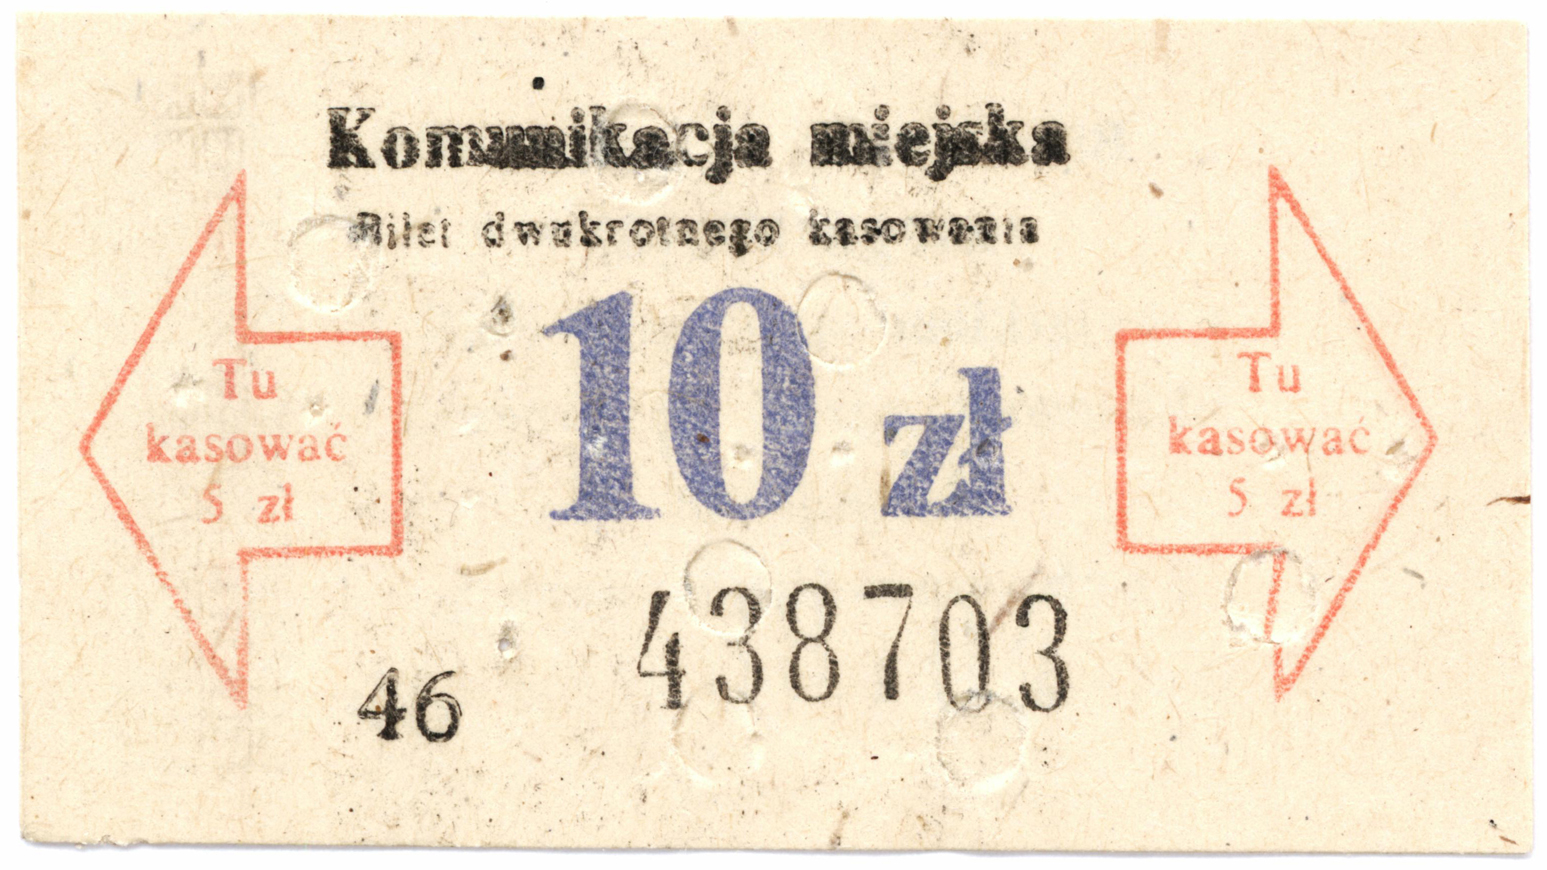 Komunikacja miejska
Bilet dwukrotnego kasowania
10 zł
Tu
kasować
5 zł
Tu
kasować
5 zł
438703
46